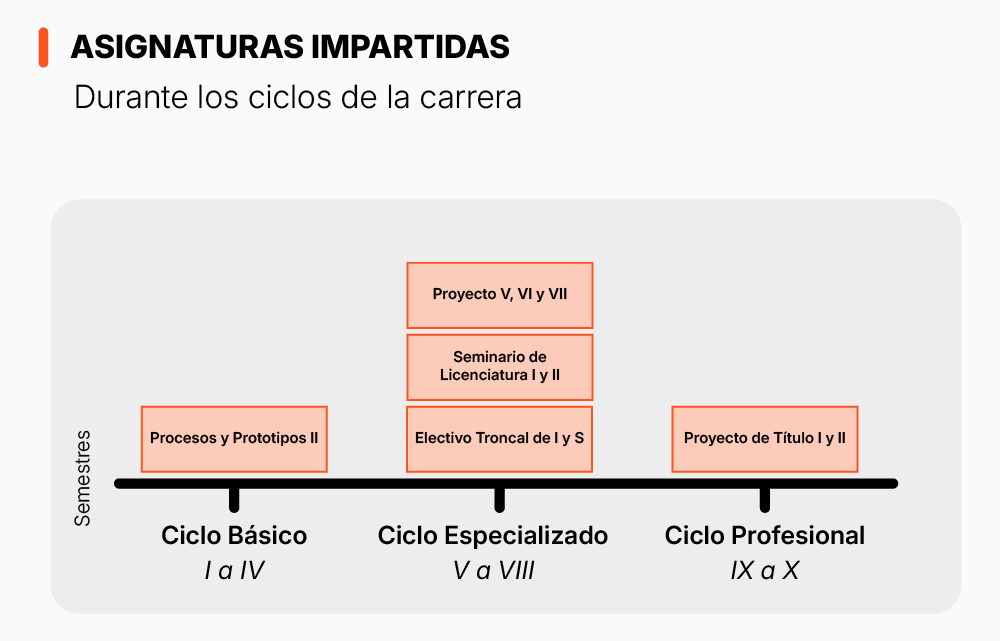 ASIGNATURAS IMPARTIDAS
Durante los ciclos de la carrera
Proyecto V, VI y VII
Seminario de
Licenciatura I y II
Procesos y Prototipos II
Electivo Troncal de I y S
Proyecto de Título I y II
Semestres
Ciclo Básico
I a IV
Ciclo Especializado
V a VIII
Ciclo Profesional
IX a X